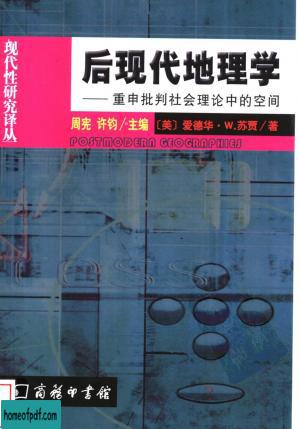 现代性研究译丛
后现代地理学
——重申批判社会理论中的空间
周宪 许钧/主编 〔美〕爱德华·W.苏贾/著
POSTMODERN GEOGRAPHIES
商务印书馆
homeofpdf.com